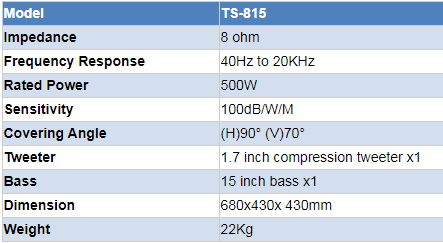 Model TS-815
Impedance 8 ohm
Frequency Response 40Hz to 20KHz
Rated Power 500W
Sensitivity 100dB/W/M
Covering Angle (H)90° (V)70°
Tweeter 1.7 inch compression tweeter x1
Bass 15 inch bass x1
Dimension 680x430x 430mm
Weight 22Kg